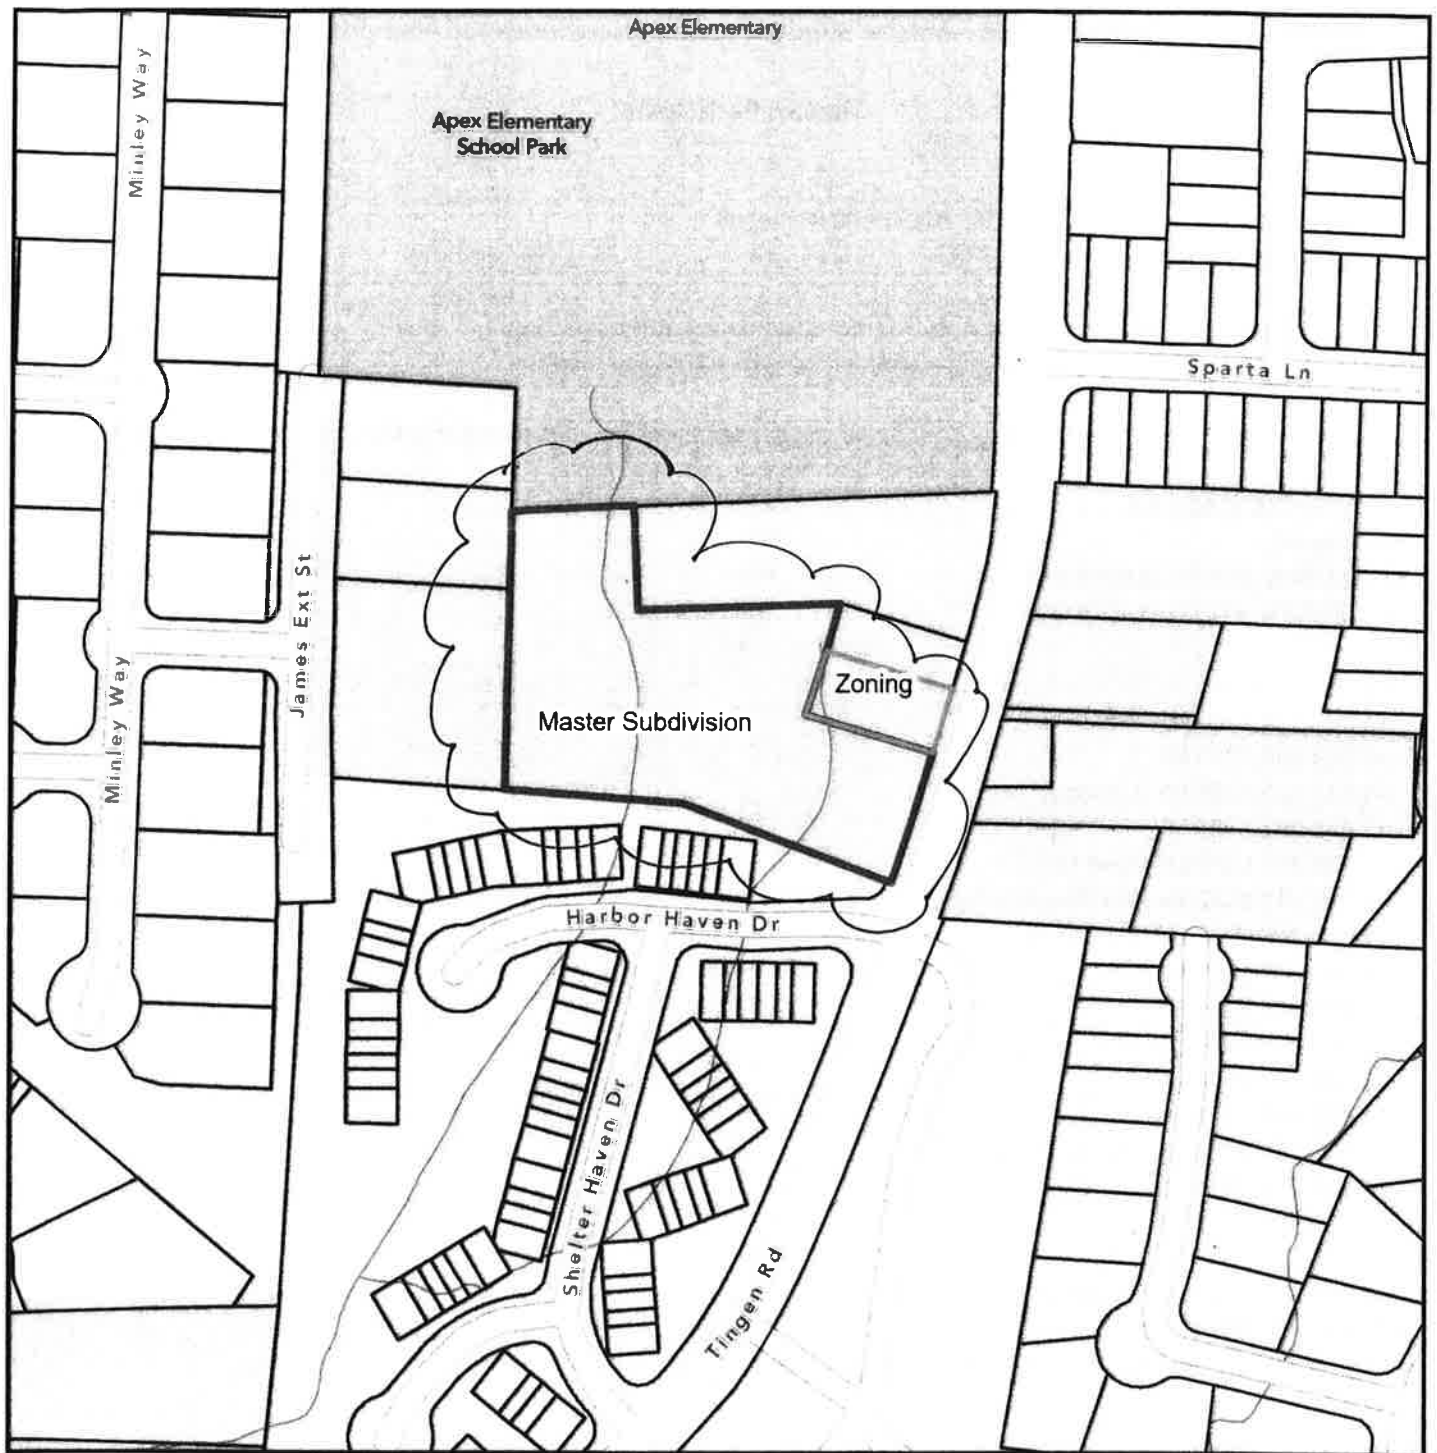 Apex Elementary
Minley Way
Apex Elementary
School Park
Sparta Ln
James Ext St
Zoning
Master Subdivision
Minley Way
Harbor Haven Dr
Shelter Haven Dr
Tingen Rd